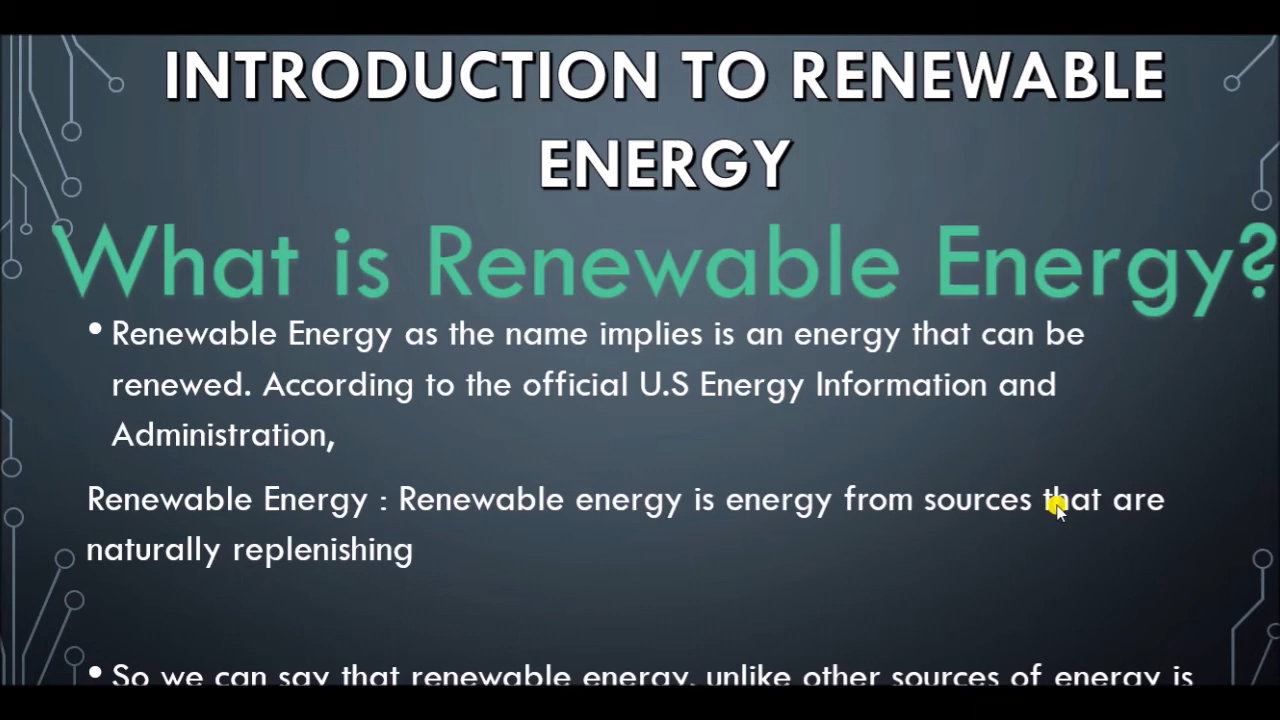 INTRODUCTION TO RENEWABLE
ENERGY
What is Renewable Energy?
• Renewable Energy as the name implies is an energy that can be
renewed. According to the official U.S Energy Information and
Administration,
Renewable Energy : Renewable energy is energy from sources that are
naturally replenishing
• So we can say that renewable energy, unlike other sources of energy is